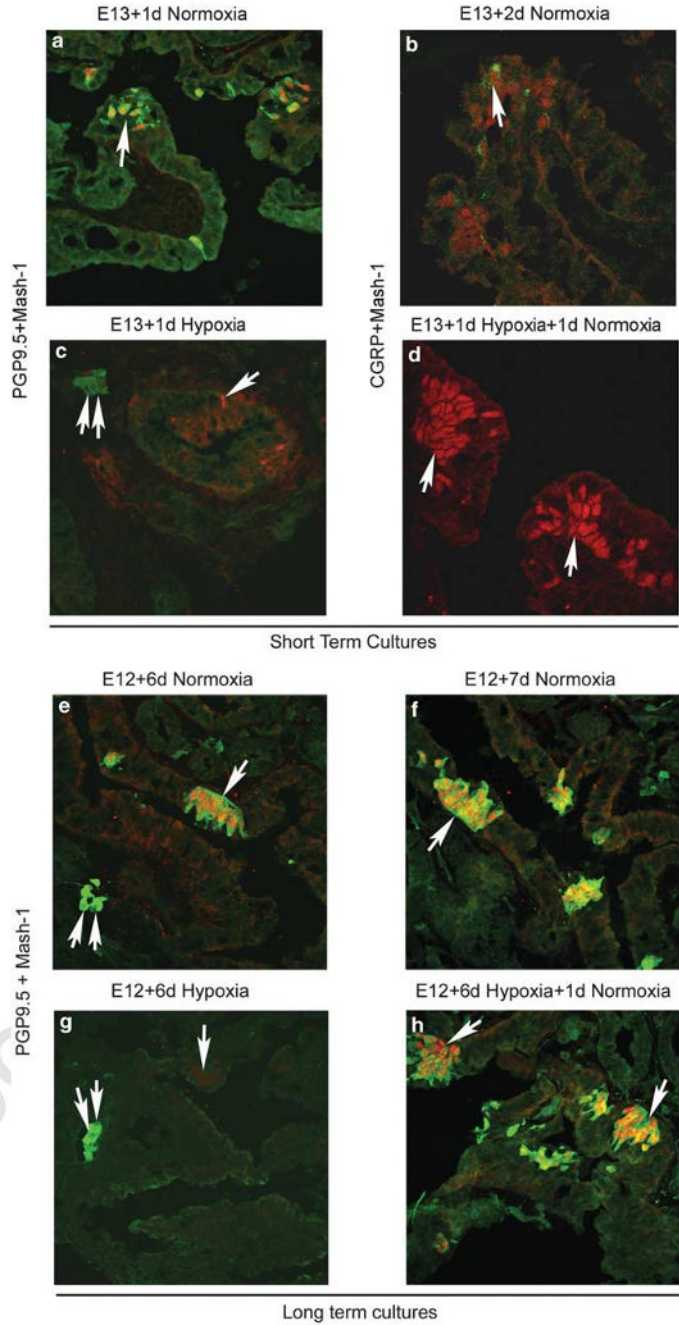 E13+1d Normoxia
E13+2d Normoxia
a
b
PGP9.5+Mash-1
CGRP+Mash-1
E13+1d Hypoxia
E13+1d Hypoxia+1d Normoxia
c
d
Short Term Cultures
E12+6d Normoxia
E12+7d Normoxia
e
f
PGP9.5 + Mash-1
E12+6d Hypoxia
E12+6d Hypoxia+1d Normoxia
g
h
Long term cultures